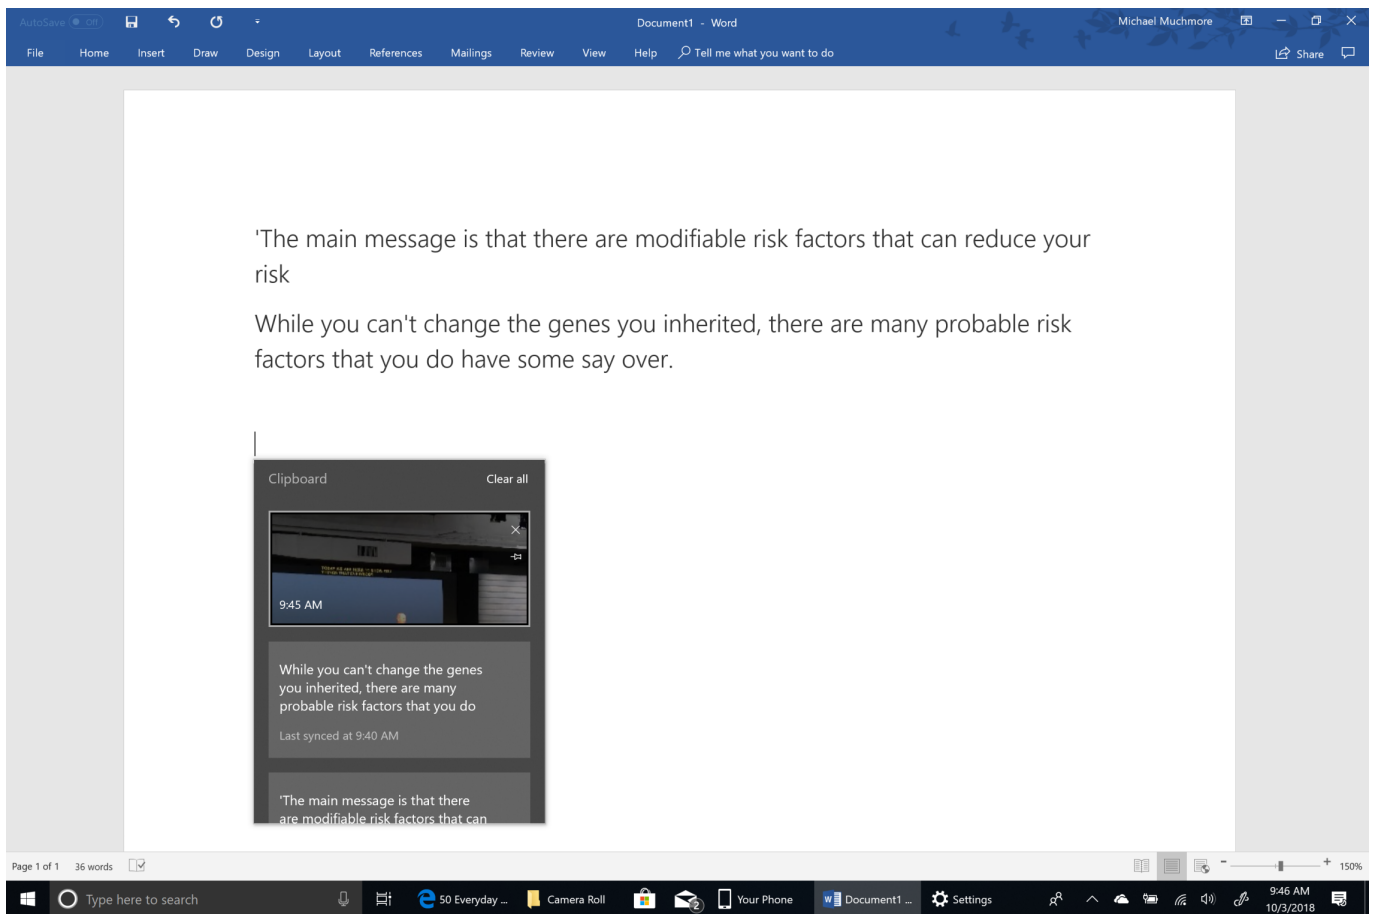 AutoSave Off
Document1 - Word
Michael Muchmore
File Home Insert Draw Design Layout References Mailings Review View Help Tell me what you want to do
Share
'The main message is that there are modifiable risk factors that can reduce your
risk
While you can't change the genes you inherited, there are many probable risk
factors that you do have some say over.
Clipboard Clear all
9:45 AM
While you can't change the genes
you inherited, there are many
probable risk factors that you do
Last synced at 9:40 AM
'The main message is that there
are modifiable risk factors that can
Page 1 of 1 36 words
150%
Type here to search
50 Everyday ...
Camera Roll
2
Your Phone
Document1 ...
Settings
9:46 AM
10/3/2018